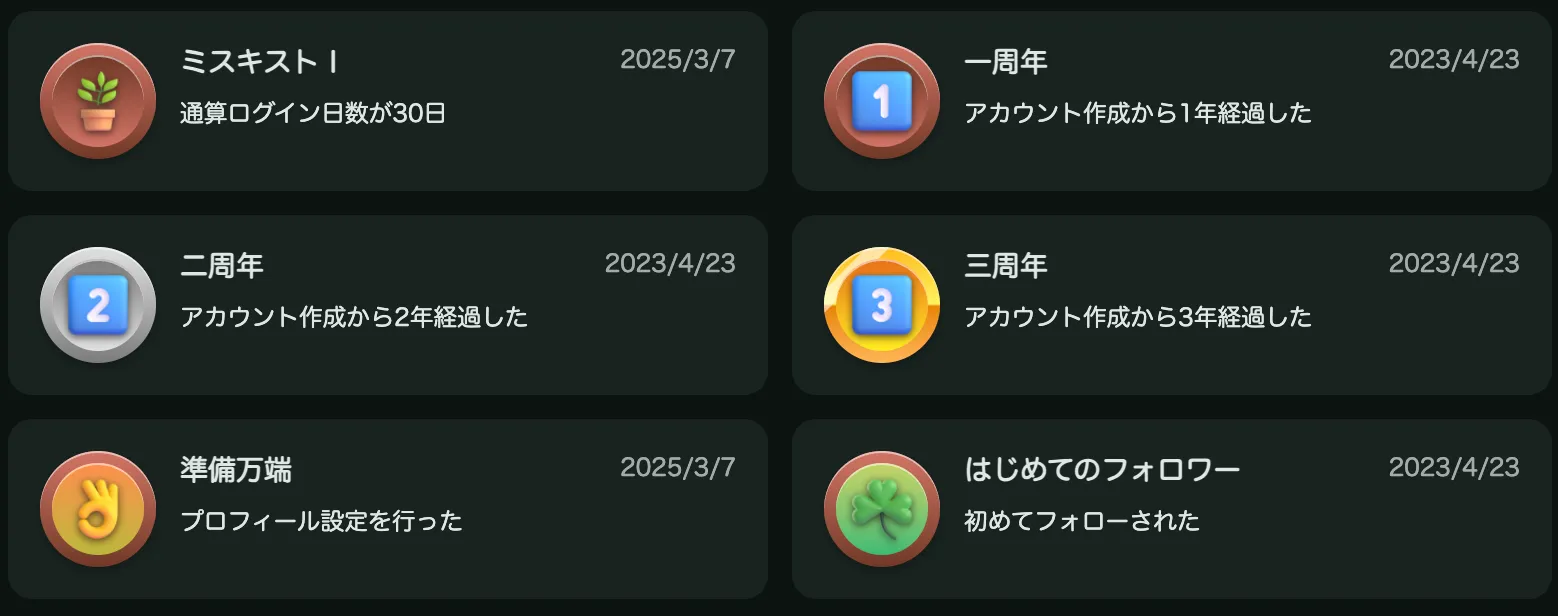 ミスキストⅠ 2025/3/7
通算ログイン日数が30日
一周年 2023/4/23
アカウント作成から1年経過した
二周年 2023/4/23
アカウント作成から2年経過した
三周年 2023/4/23
アカウント作成から3年経過した
準備万端 2025/3/7
プロフィール設定を行った
はじめてのフォロワー 2023/4/23
初めてフォローされた
1
2
3